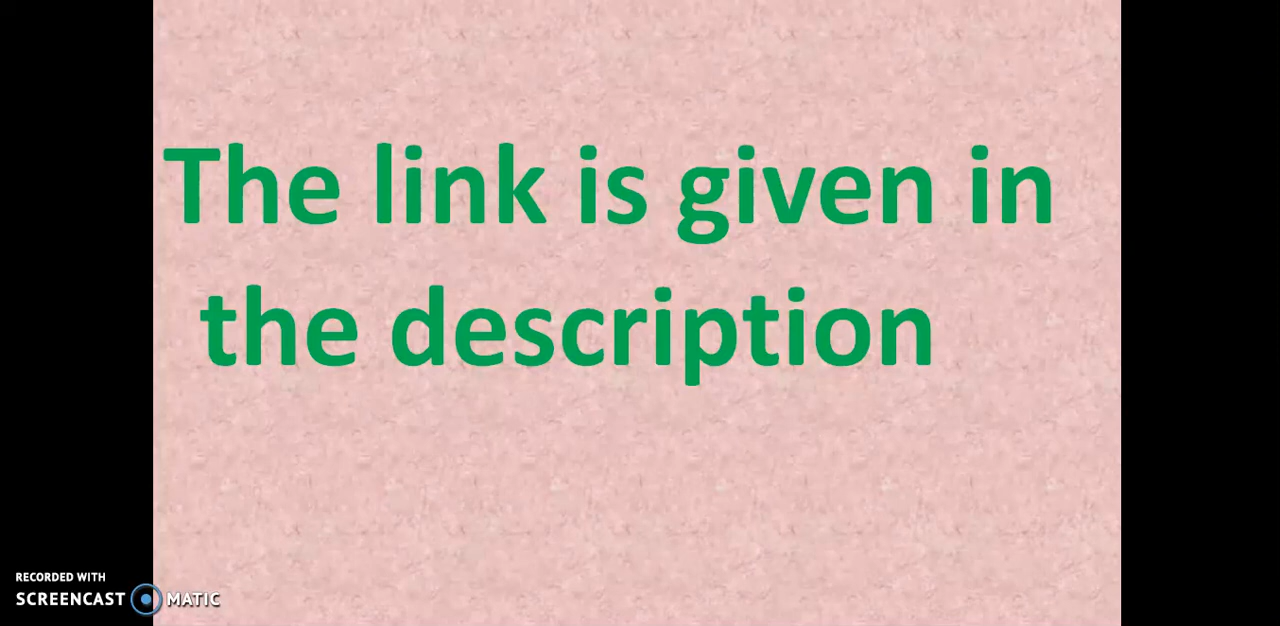 The link is given in
the description
RECORDED WITH
SCREENCAST MATIC